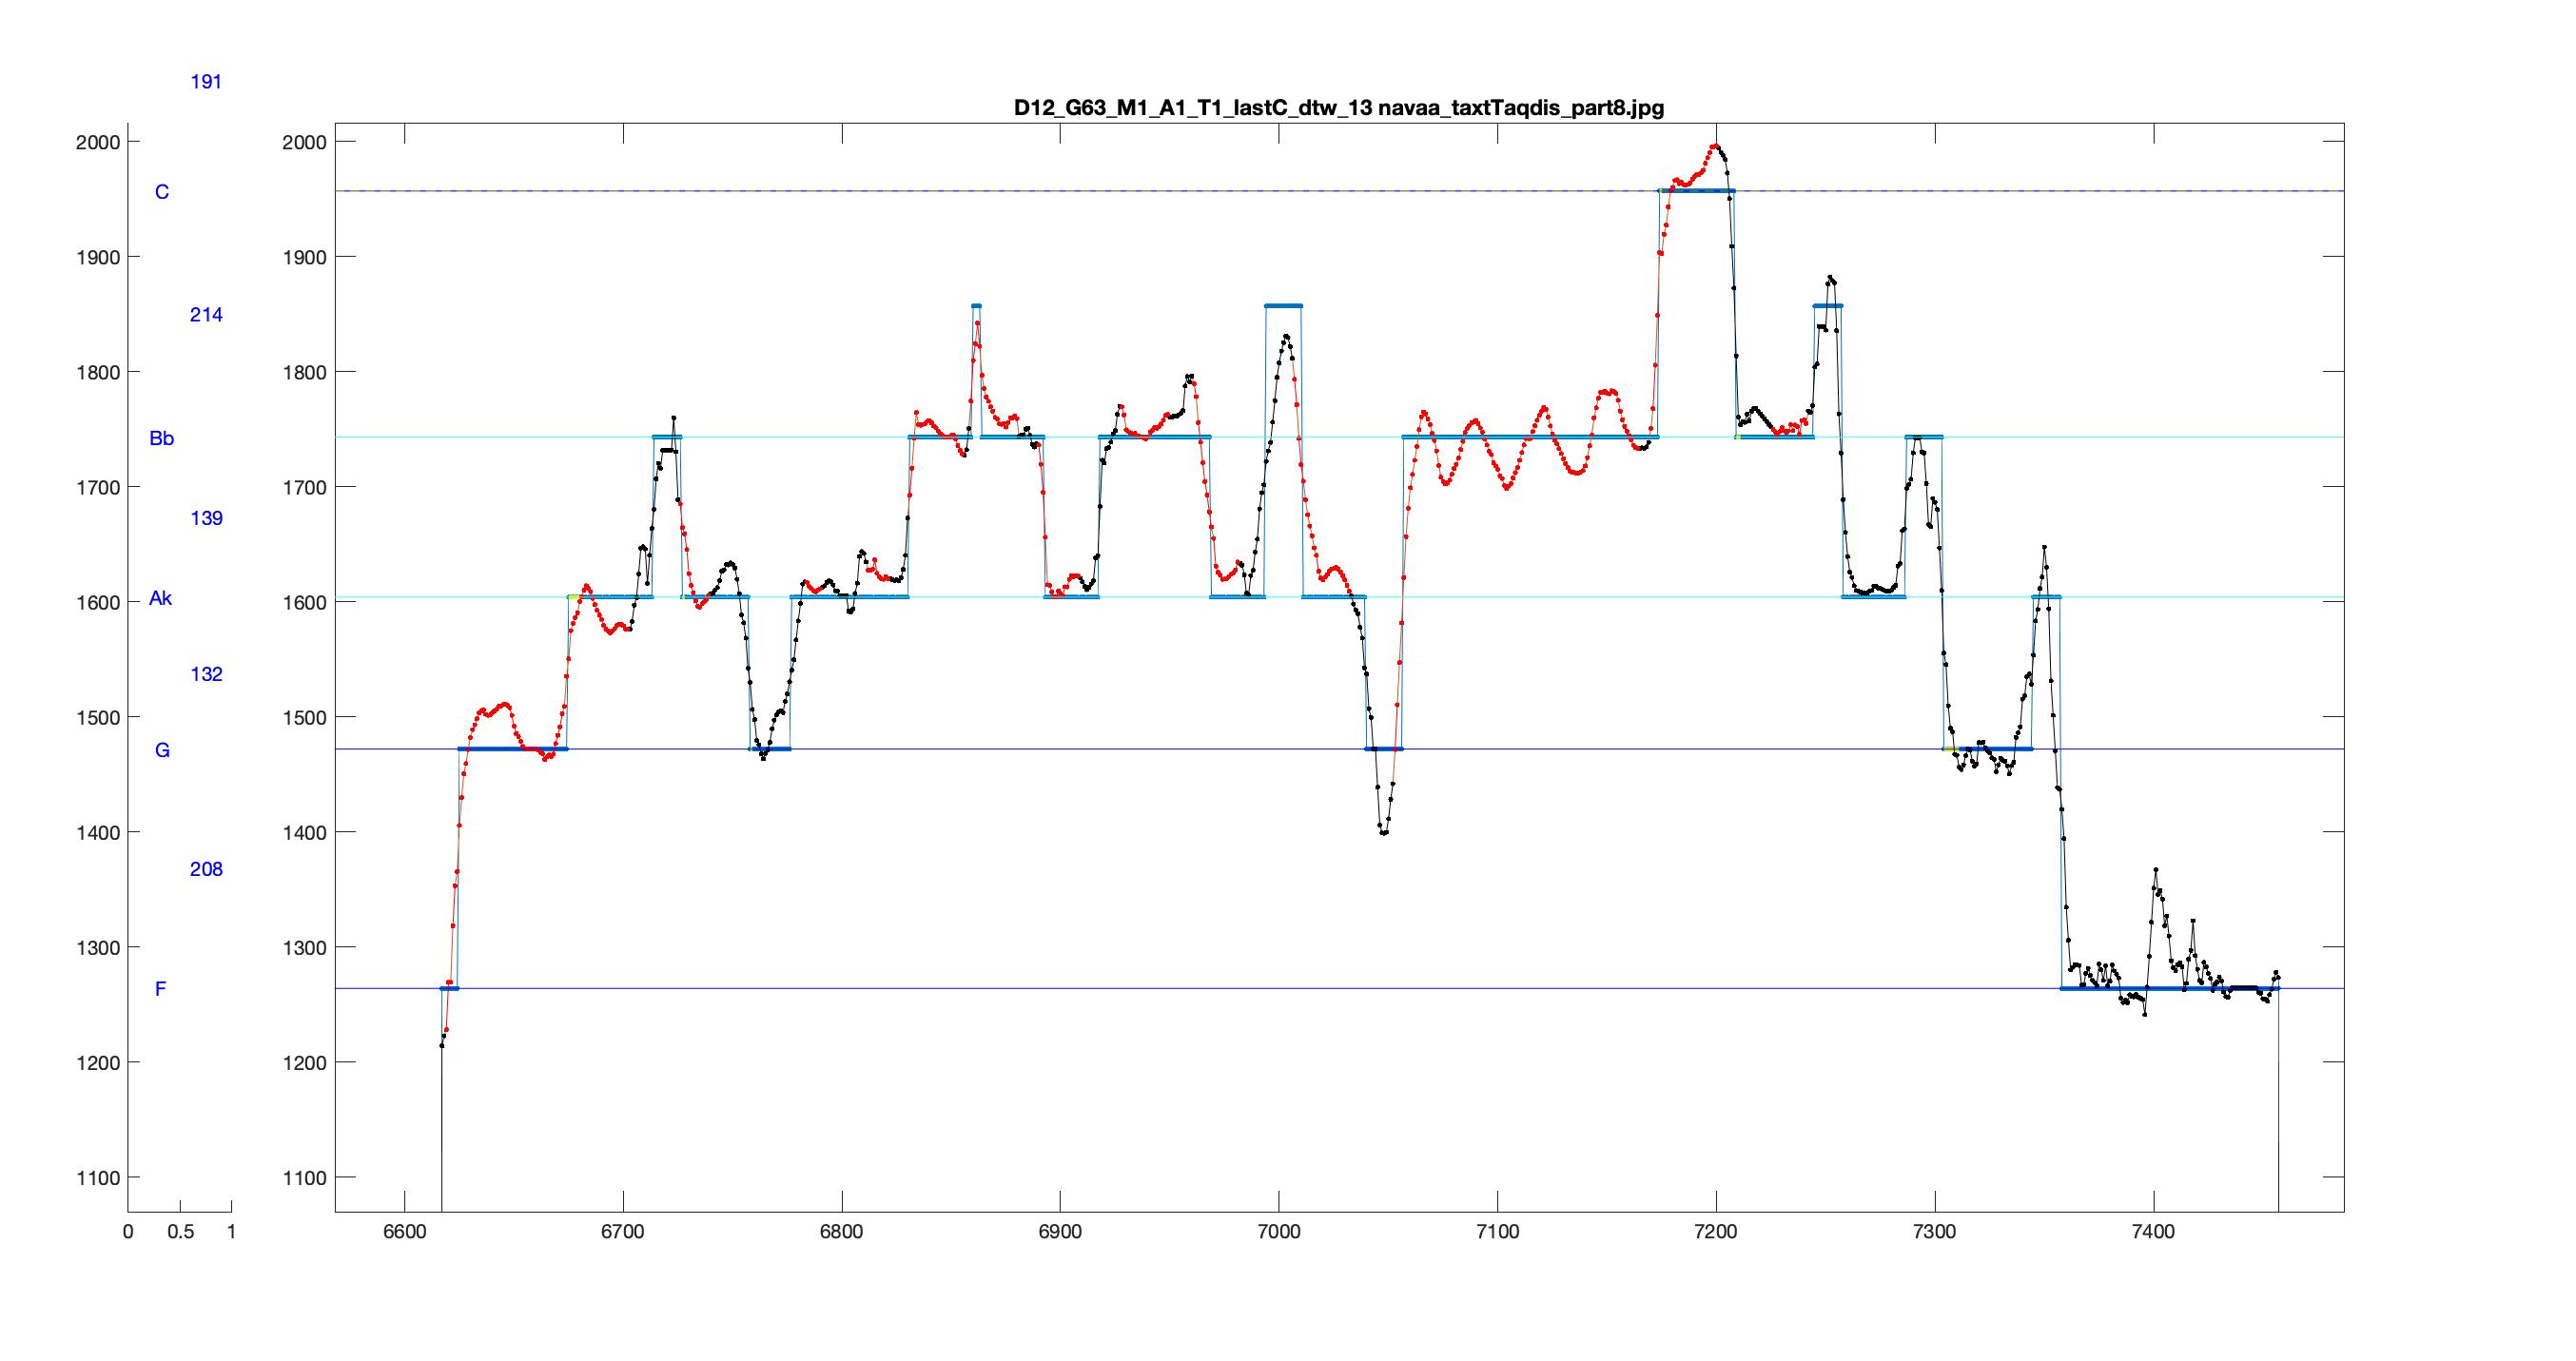 191
D12_G63_M1_A1_T1_lastC_dtw_13 navaa_taxtTaqdis_part8.jpg
2000 2000
C
1900 1900
214
1800 1800
Bb
1700 1700
139
1600 Ak 1600
132
1500 1500
G
1400 1400
208
1300 1300
F
1200 1200
1100 1100
0 0.5 1 6600 6700 6800 6900 7000 7100 7200 7300 7400